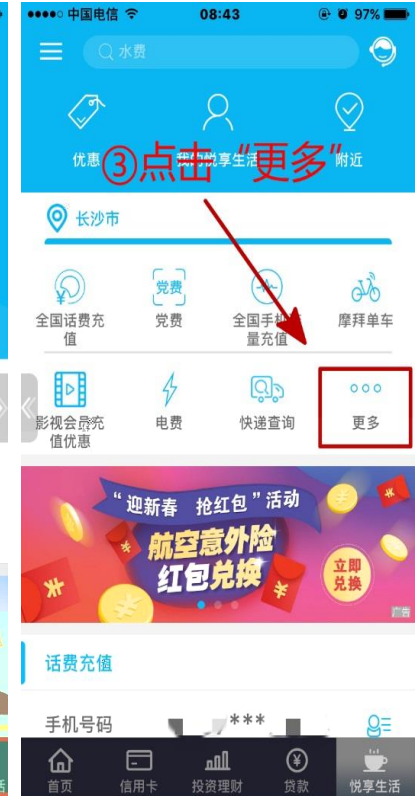 中国电信 08:43 97%
水费
优惠 我的悦享生活 附近
③点击“更多”
长沙市
全国话费充值
党费
全国手机 量充值
摩拜单车
影视会员充值优惠
电费
快递查询
更多
“迎新春 抢红包”活动
航空意外险
红包兑换
立即
兑换
广告
话费充值
手机号码 ***
首页 信用卡 投资理财 贷款 悦享生活
活